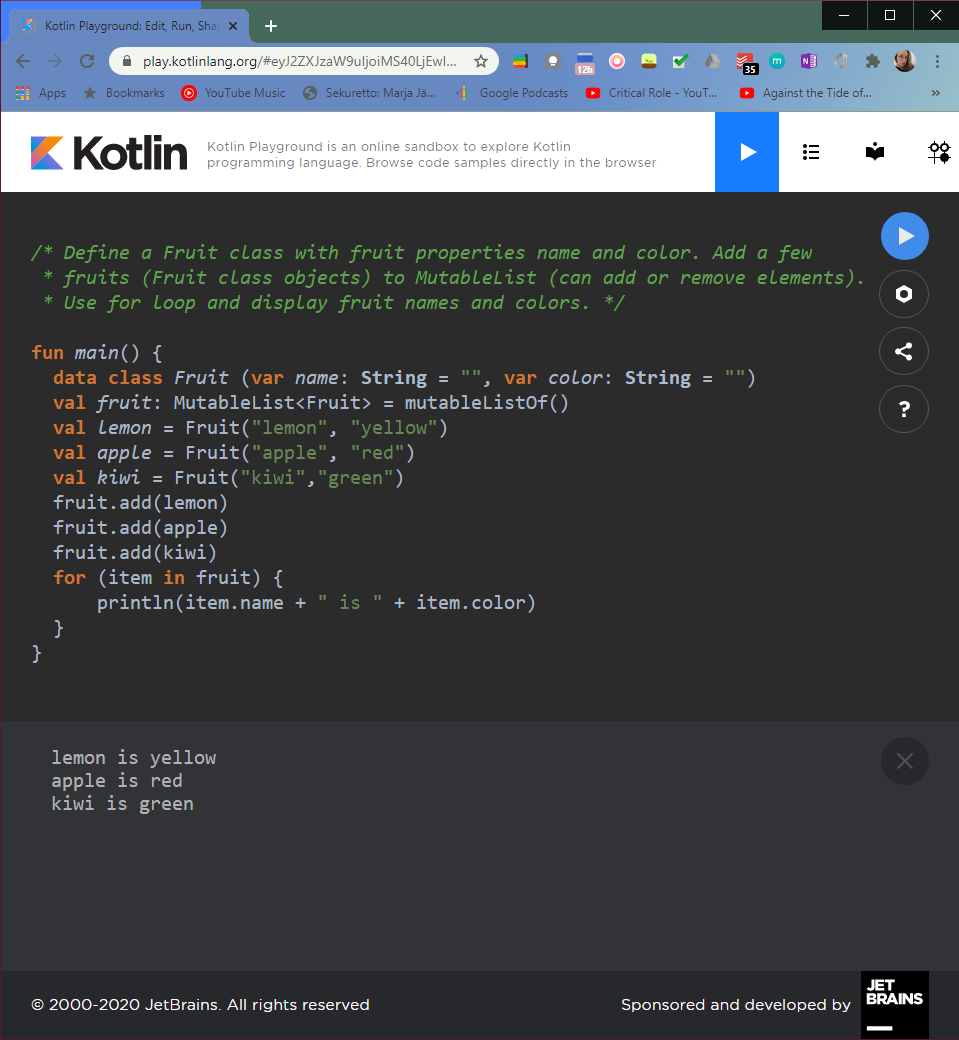 Kotlin Playground: Edit, Run, Sha
play.kotlinlang.org/#eyJ2ZXJzaW9uIjoiMS40LjEwI...
12h
35
Apps
Bookmarks
YouTube Music
Sekuretto: Marja Jä...
Google Podcasts
Critical Role - YouT...
Against the Tide of...
»
Kotlin
Kotlin Playground is an online sandbox to explore Kotlin
programming language. Browse code samples directly in the browser
/* Define a Fruit class with fruit properties name and color. Add a few
 * fruits (Fruit class objects) to MutableList (can add or remove elements).
 * Use for loop and display fruit names and colors. */
fun main() {
  data class Fruit (var name: String = "", var color: String = "")
  val fruit: MutableList<Fruit> = mutableListOf()
  val lemon = Fruit("lemon", "yellow")
  val apple = Fruit("apple", "red")
  val kiwi = Fruit("kiwi","green")
  fruit.add(lemon)
  fruit.add(apple)
  fruit.add(kiwi)
  for (item in fruit) {
      println(item.name + " is " + item.color)
  }
}
?
lemon is yellow
apple is red
kiwi is green
© 2000-2020 JetBrains. All rights reserved
Sponsored and developed by
JET
BRAINS